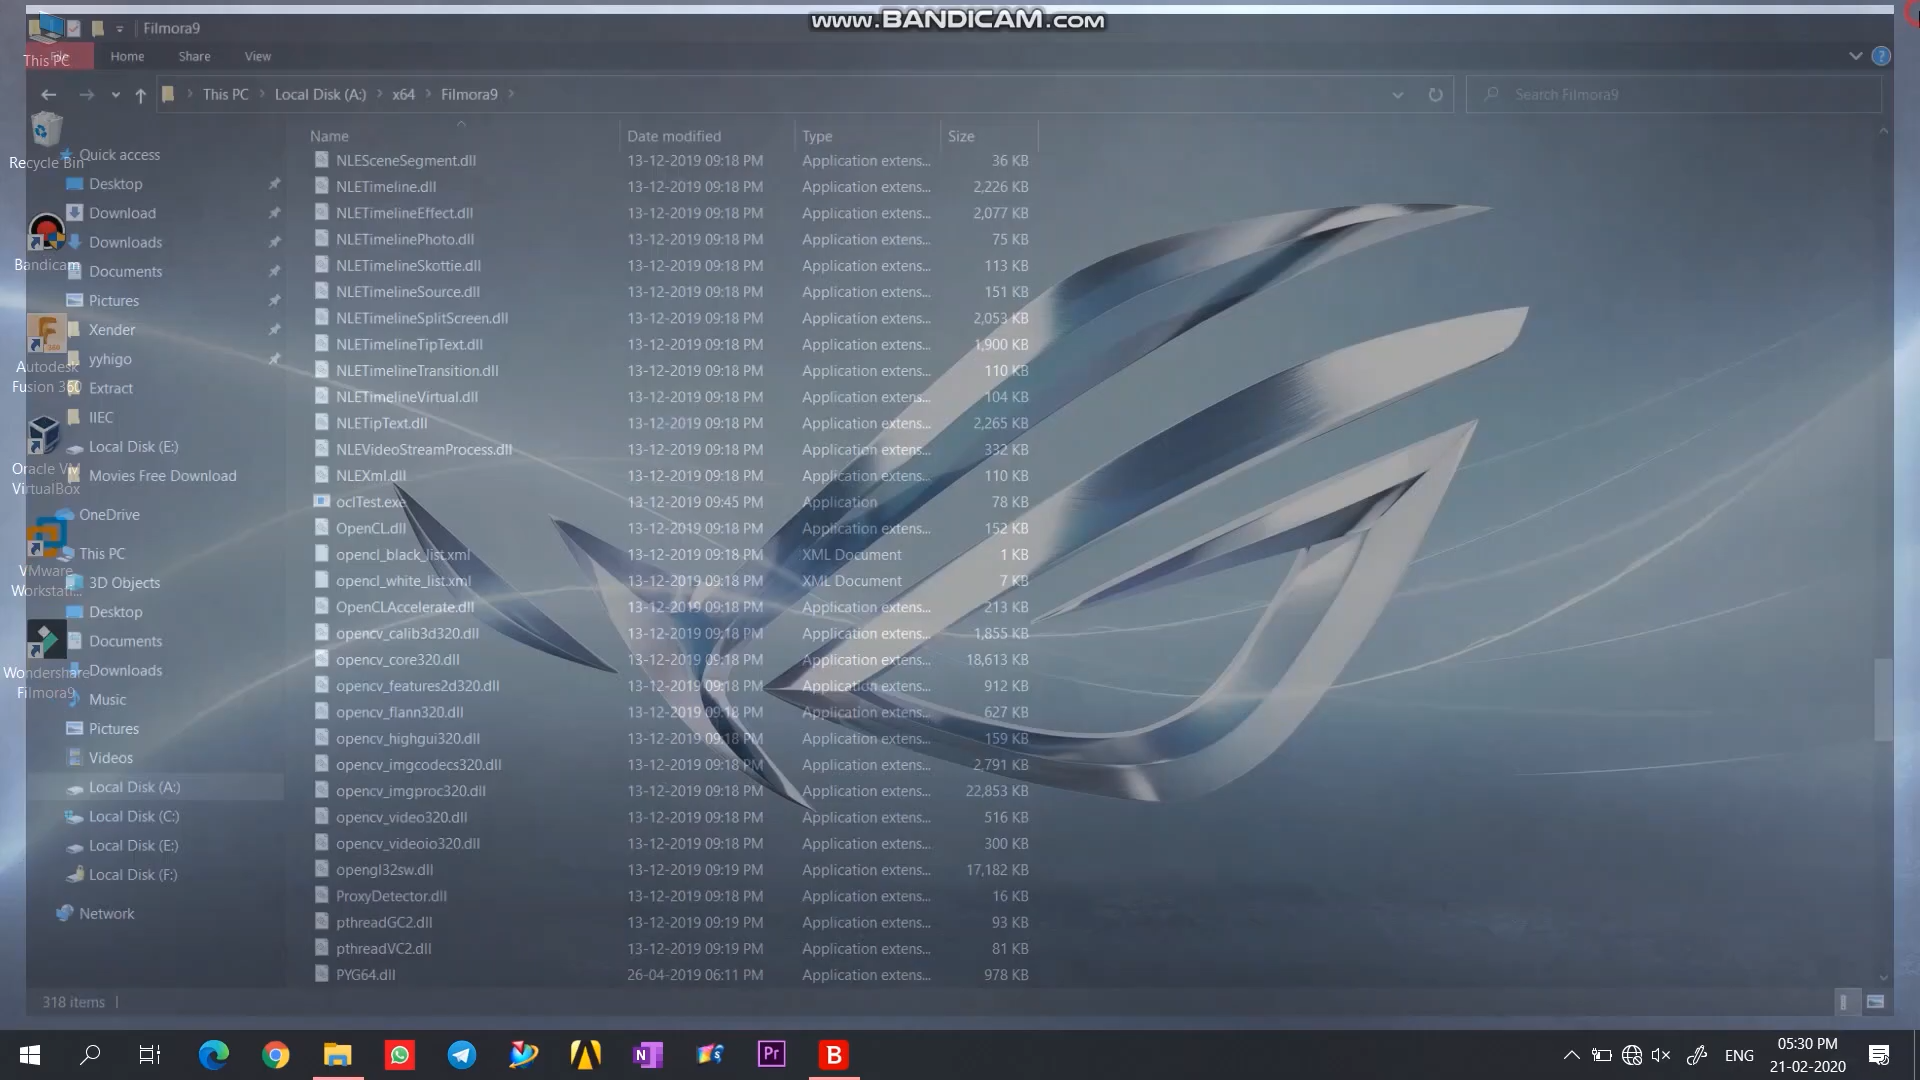 www.BANDICAM.com
Filmora9
File Home Share View
This PC
This PC Local Disk (A:) x64 Filmora9
Search Filmora9
Name Date modified Type Size
Recycle Bin
Bandicam
Autodesk
Fusion 360
Oracle VM
VirtualBox
VMware
Workstati...
Wondershare
Filmora9
Quick access
Desktop
Download
Downloads
Documents
Pictures
Xender
yyhigo
Extract
IIEC
Local Disk (E:)
Movies Free Download
OneDrive
This PC
3D Objects
Desktop
Documents
Downloads
Music
Pictures
Videos
Local Disk (A:)
Local Disk (C:)
Local Disk (E:)
Local Disk (F:)
Network
NLESceneSegment.dll 13-12-2019 09:18 PM Application extens... 36 KB
NLETimeline.dll 13-12-2019 09:18 PM Application extens... 2,226 KB
NLETimelineEffect.dll 13-12-2019 09:18 PM Application extens... 2,077 KB
NLETimelinePhoto.dll 13-12-2019 09:18 PM Application extens... 75 KB
NLETimelineSkottie.dll 13-12-2019 09:18 PM Application extens... 113 KB
NLETimelineSource.dll 13-12-2019 09:18 PM Application extens... 151 KB
NLETimelineSplitScreen.dll 13-12-2019 09:18 PM Application extens... 2,053 KB
NLETimelineTipText.dll 13-12-2019 09:18 PM Application extens... 1,900 KB
NLETimelineTransition.dll 13-12-2019 09:18 PM Application extens... 110 KB
NLETimelineVirtual.dll 13-12-2019 09:18 PM Application extens... 104 KB
NLETipText.dll 13-12-2019 09:18 PM Application extens... 2,265 KB
NLEVideoStreamProcess.dll 13-12-2019 09:18 PM Application extens... 332 KB
NLEXml.dll 13-12-2019 09:18 PM Application extens... 110 KB
oclTest.exe 13-12-2019 09:45 PM Application 78 KB
OpenCL.dll 13-12-2019 09:18 PM Application extens... 152 KB
opencl_black_list.xml 13-12-2019 09:18 PM XML Document 1 KB
opencl_white_list.xml 13-12-2019 09:18 PM XML Document 7 KB
OpenCLAccelerate.dll 13-12-2019 09:18 PM Application extens... 213 KB
opencv_calib3d320.dll 13-12-2019 09:18 PM Application extens... 1,855 KB
opencv_core320.dll 13-12-2019 09:18 PM Application extens... 18,613 KB
opencv_features2d320.dll 13-12-2019 09:18 PM Application extens... 912 KB
opencv_flann320.dll 13-12-2019 09:18 PM Application extens... 627 KB
opencv_highgui320.dll 13-12-2019 09:18 PM Application extens... 159 KB
opencv_imgcodecs320.dll 13-12-2019 09:18 PM Application extens... 2,791 KB
opencv_imgproc320.dll 13-12-2019 09:18 PM Application extens... 22,853 KB
opencv_video320.dll 13-12-2019 09:18 PM Application extens... 516 KB
opencv_videoio320.dll 13-12-2019 09:18 PM Application extens... 300 KB
opengl32sw.dll 13-12-2019 09:19 PM Application extens... 17,182 KB
ProxyDetector.dll 13-12-2019 09:18 PM Application extens... 16 KB
pthreadGC2.dll 13-12-2019 09:19 PM Application extens... 93 KB
pthreadVC2.dll 13-12-2019 09:19 PM Application extens... 81 KB
PYG64.dll 26-04-2019 06:11 PM Application extens... 978 KB
318 items
ENG
05:30 PM
21-02-2020